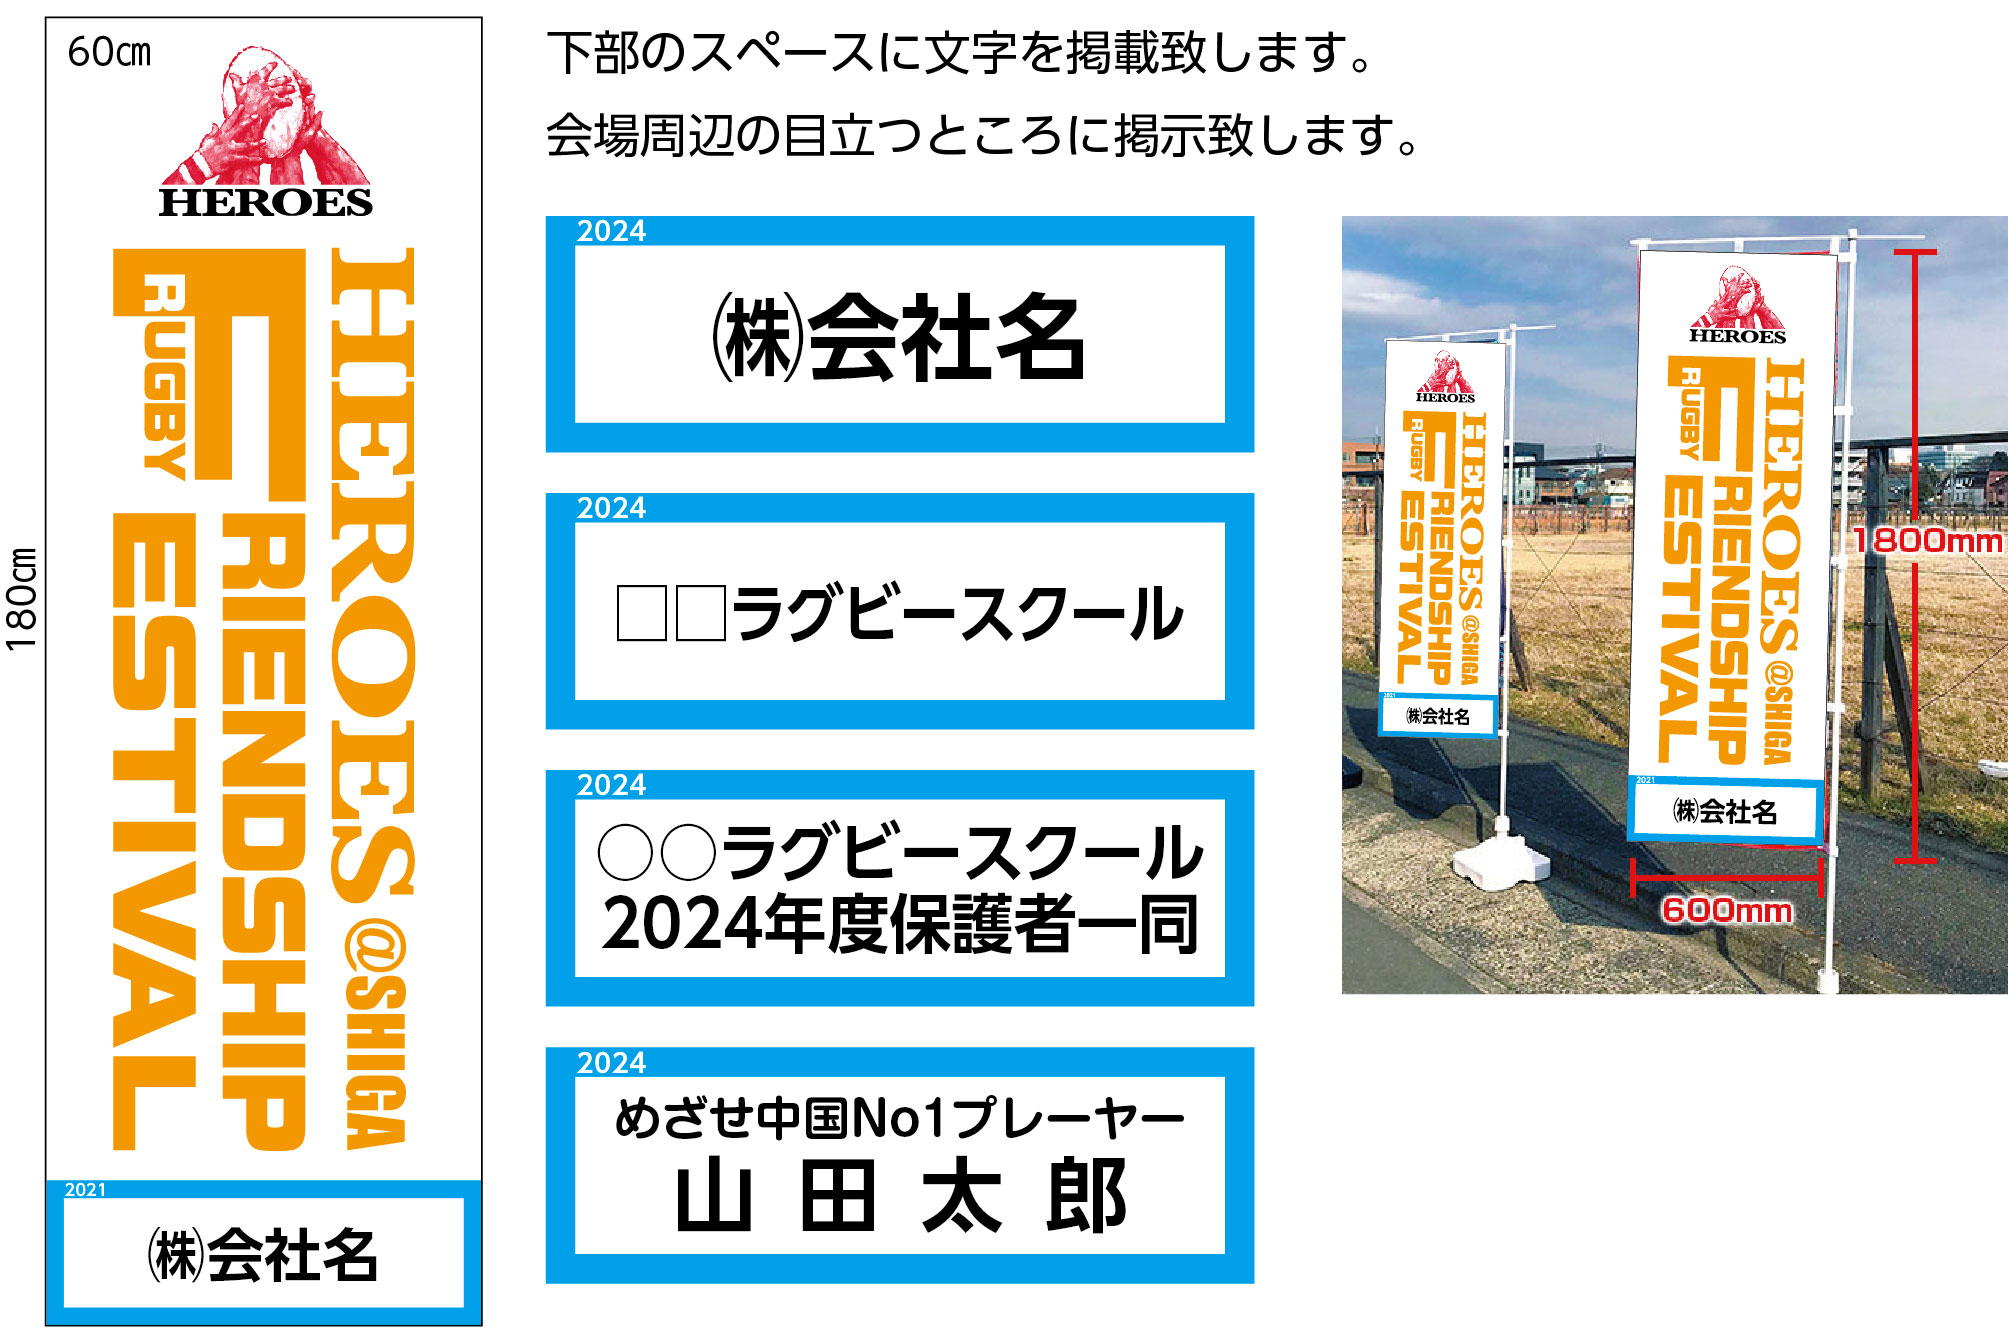 60㎝
180㎝
HEROES
HEROES@SHIGA
FRIENDSHIP
RUGBY
FESTIVAL
2021
㈱会社名
下部のスペースに文字を掲載致します。
会場周辺の目立つところに掲示致します。
2024
㈱会社名
2024
□□ラグビースクール
2024
○○ラグビースクール
2024年度保護者一同
2024
めざせ中国No1プレーヤー
山田太郎
HEROES
HEROES@SHIGA
FRIENDSHIP
RUGBY
FESTIVAL
2021
㈱会社名
HEROES
HEROES@SHIGA
FRIENDSHIP
RUGBY
FESTIVAL
2021
㈱会社名
1800mm
600mm